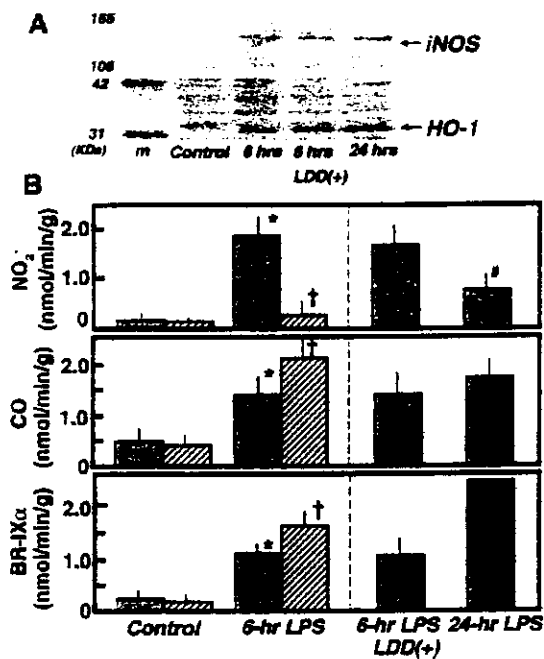 A
165
iNOS
106
42
HO-1
31
(KDa) m Control 6 hrs 6 hrs 24 hrs
LDD(+)
B
NO2-
(nmol/min/g)
2.0
1.0
0
*
†
#
CO
(nmol/min/g)
2.0
1.0
0
*
†
BR-IXα
(nmol/min/g)
2.0
1.0
0
*
†
Control 6-hr LPS 6-hr LPS 24-hr LPS
LDD(+)